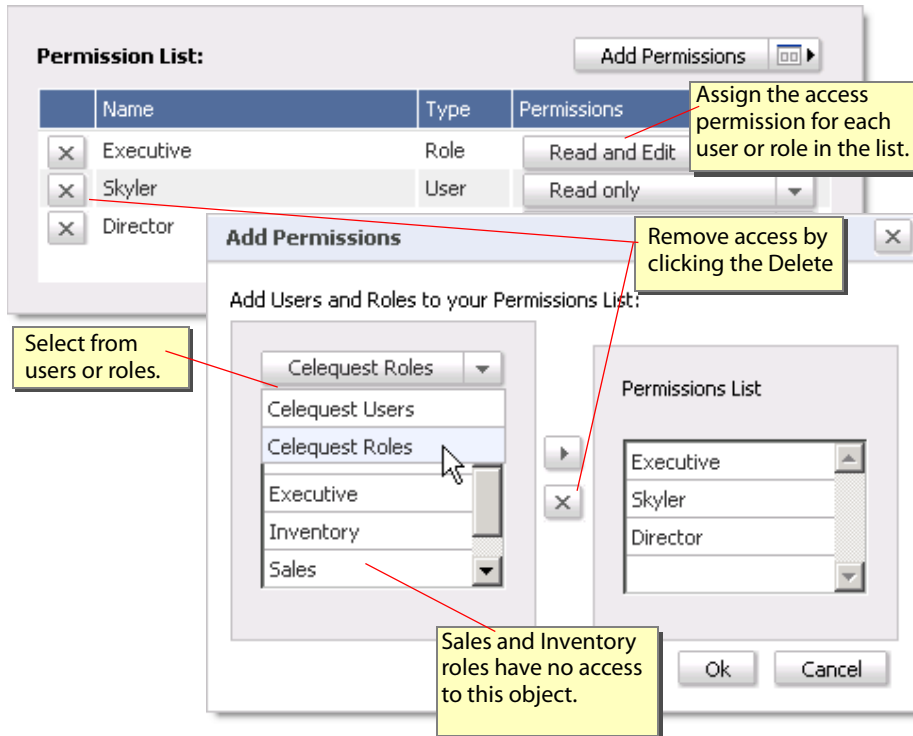 Permission List:
Add Permissions
Name Type Permissions
Assign the access
permission for each
user or role in the list.
Executive Role Read and Edit
Skyler User Read only
Director
Add Permissions
Remove access by
clicking the Delete
Add Users and Roles to your Permissions List:
Select from
users or roles.
Celequest Roles
Celequest Users
Celequest Roles
Executive
Inventory
Sales
Permissions List
Executive
Skyler
Director
Sales and Inventory
roles have no access
to this object.
Ok Cancel